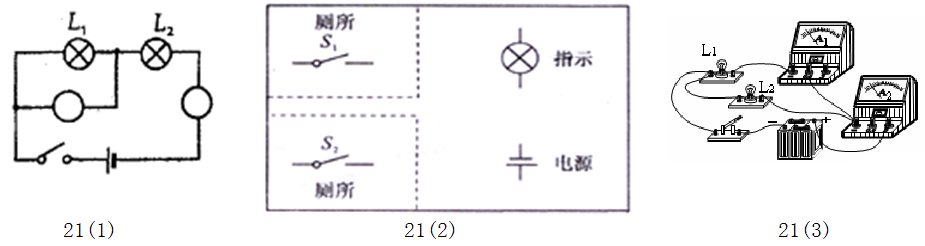 L₁ L₂
厕所
S₁
指示
S₂
厕所
电源
L₁
A₁
L₂
A₂
− +
21(1) 21(2) 21(3)